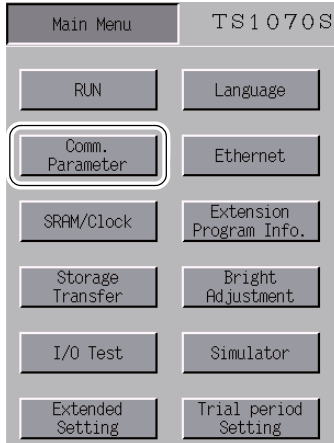 Main Menu TS1070S
RUN Language
Comm.
Parameter
Ethernet
SRAM/Clock
Extension
Program Info.
Storage
Transfer
Bright
Adjustment
I/O Test Simulator
Extended
Setting
Trial period
Setting